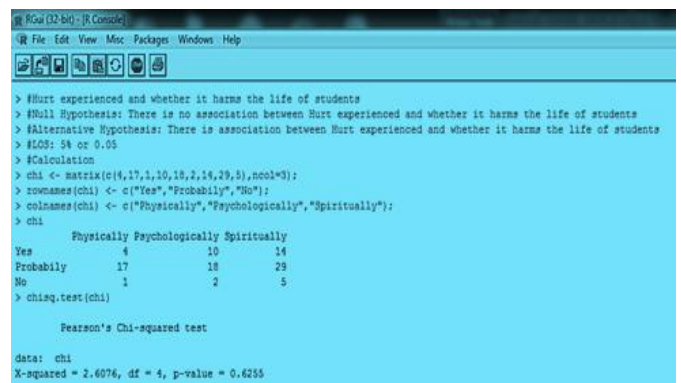 RGui (32-bit) - [R Console]
File Edit View Misc Packages Windows Help
> #Hurt experienced and whether it harms the life of students
> #Null Hypothesis: There is no association between Hurt experienced and whether it harms the life of students
> #Alternative Hypothesis: There is association between Hurt experienced and whether it harms the life of students
> #LOS: 5% or 0.05
> #Calculation
> chi <- matrix(c(4,17,1,10,18,2,14,29,5),ncol=3);
> rownames(chi) <- c("Yes","Probabily","No");
> colnames(chi) <- c("Physically","Psychologically","Spiritually");
> chi
Physically Psychologically Spiritually
Yes 4 10 14
Probabily 17 18 29
No 1 2 5
> chisq.test(chi)
Pearson's Chi-squared test
data: chi
X-squared = 2.6076, df = 4, p-value = 0.6255